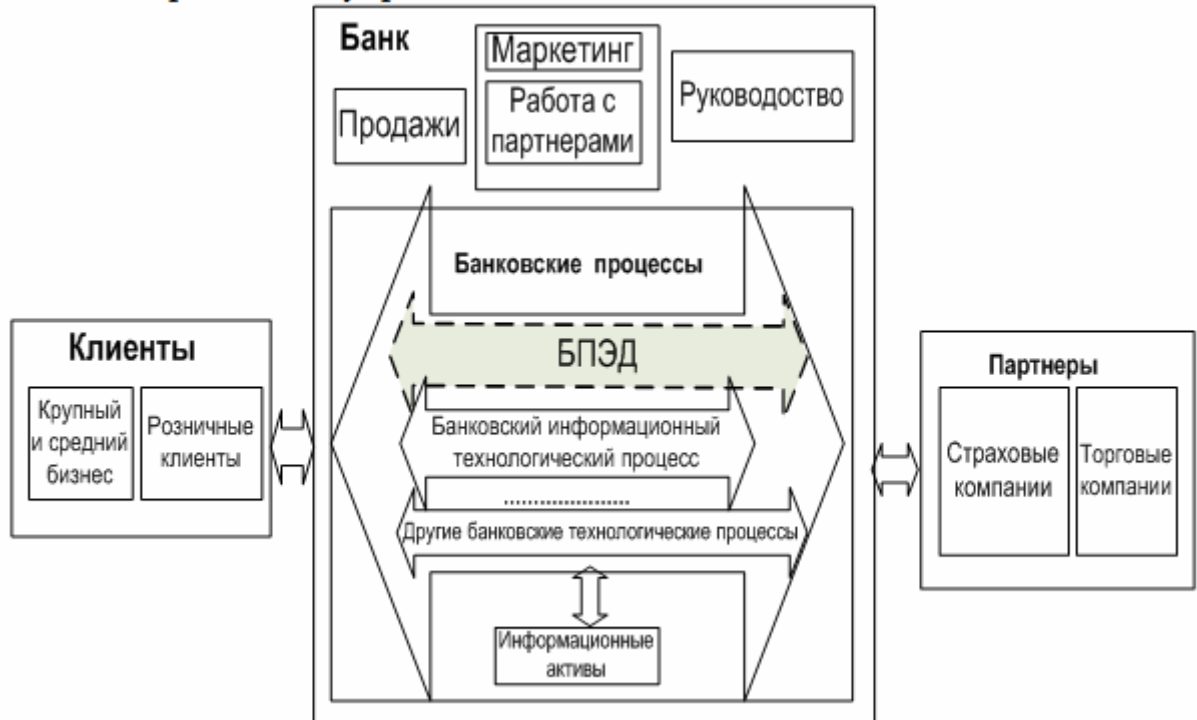 Банк
Маркетинг
Работа с
партнерами
Продажи
Руководоство
Банковские процессы
БПЭД
Банковский информационный
технологический процесс
......................
Другие банковские технологические процессы
Информационные
активы
Клиенты
Крупный
и средний
бизнес
Розничные
клиенты
Партнеры
Страховые
компании
Торговые
компании